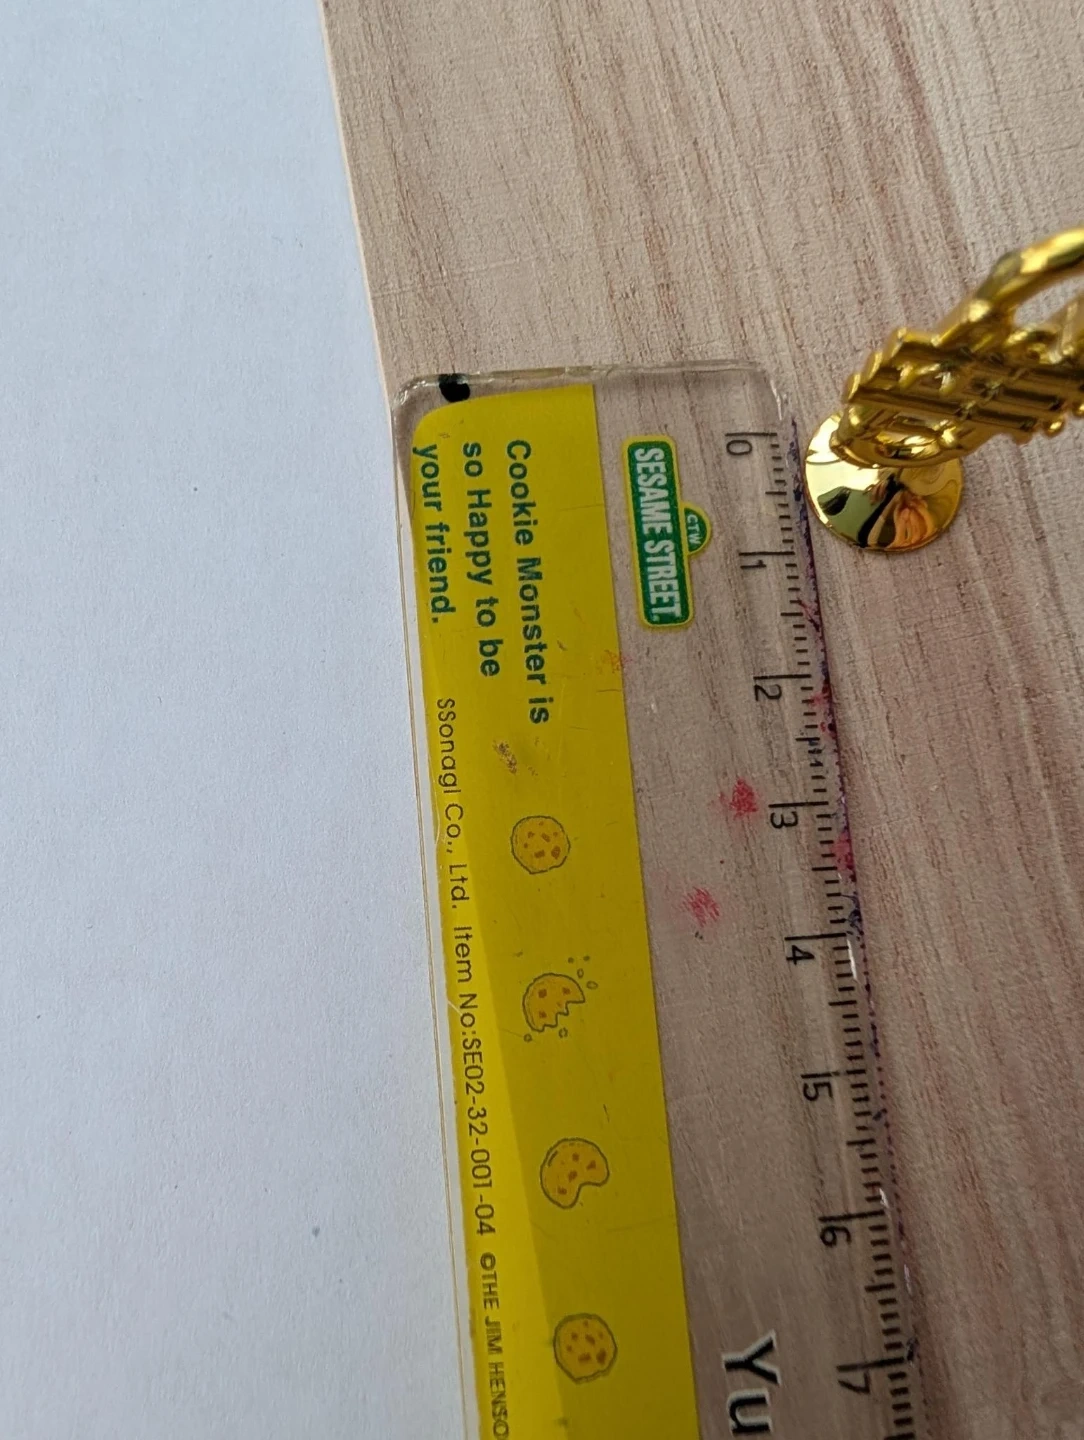 Cookie Monster is
so Happy to be
your friend.
SSonagi Co., Ltd. Item No:SE02-32-001-04 ©THE JIM HENSO
CTW
SESAME STREET.
0 1 2 3 4 5 6 7
Yu